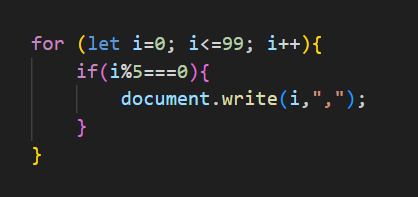 for (let i=0; i<=99; i++){
    if(i%5===0){
        document.write(i,",");
    }
}